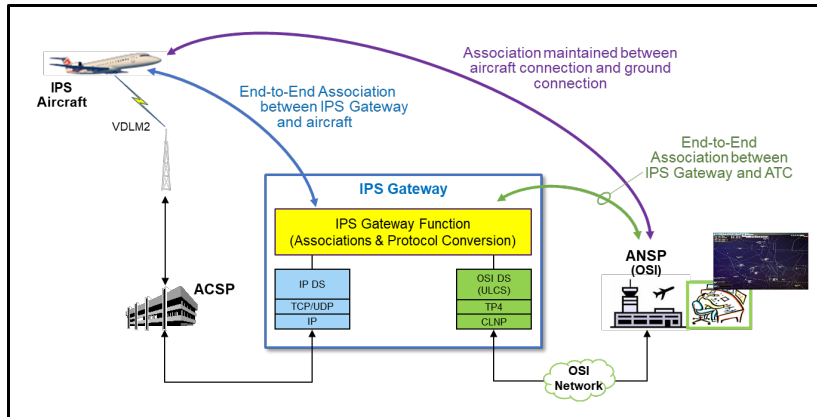 IPS
Aircraft
VDLM2
End-to-End Association
between IPS Gateway
and aircraft
Association maintained between
aircraft connection and ground
connection
End-to-End
Association between
IPS Gateway and ATC
IPS Gateway
IPS Gateway Function
(Associations & Protocol Conversion)
IP DS
TCP/UDP
IP
OSI DS
(ULCS)
TP4
CLNP
ACSP
ANSP
(OSI)
OSI
Network